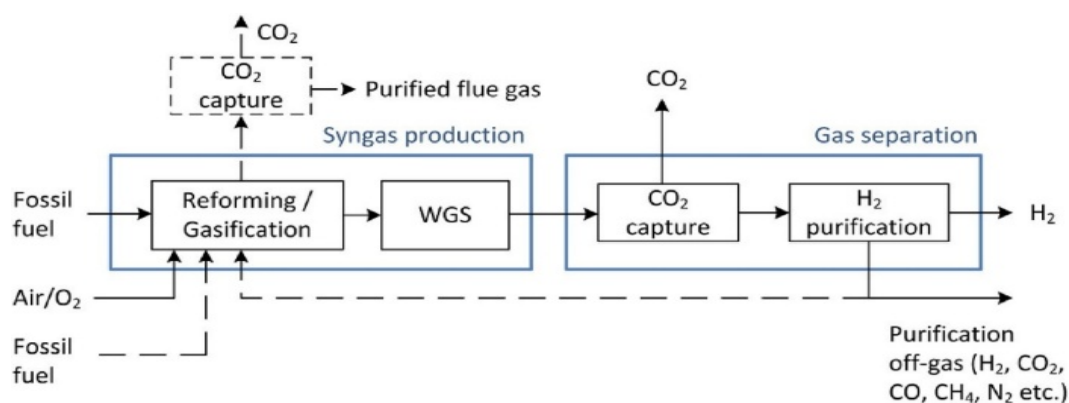 CO₂
CO₂
capture
Purified flue gas
CO₂
Syngas production
Gas separation
Fossil
fuel
Reforming /
Gasification
WGS
CO₂
capture
H₂
purification
H₂
Air/O₂
Fossil
fuel
Purification
off-gas (H₂, CO₂,
CO, CH₄, N₂ etc.)